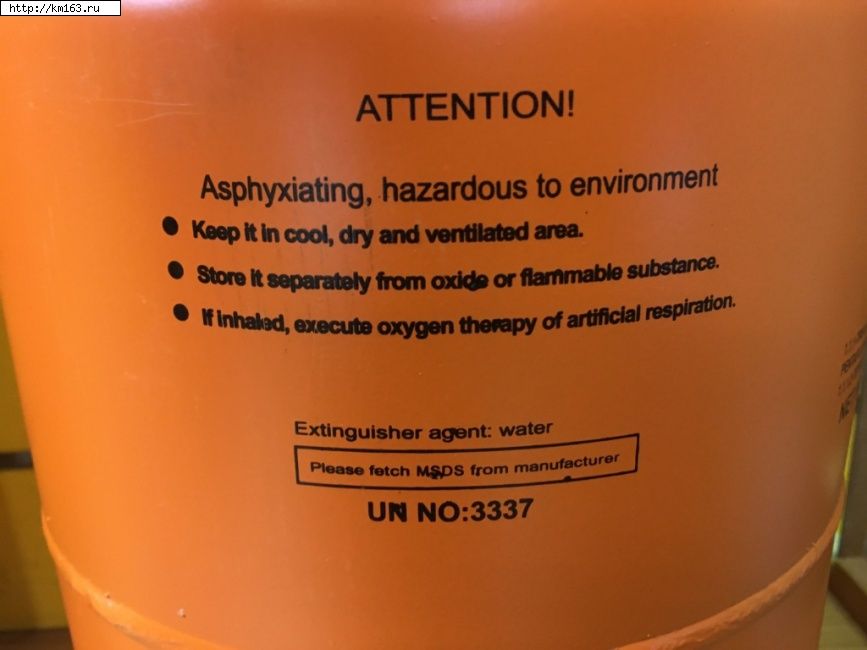 http://km163.ru
ATTENTION!
Asphyxiating, hazardous to environment
● Keep it in cool, dry and ventilated area.
● Store it separately from oxide or flammable substance.
● If inhaled, execute oxygen therapy of artificial respiration.
Extinguisher agent: water
Please fetch MSDS from manufacturer
UN NO:3337